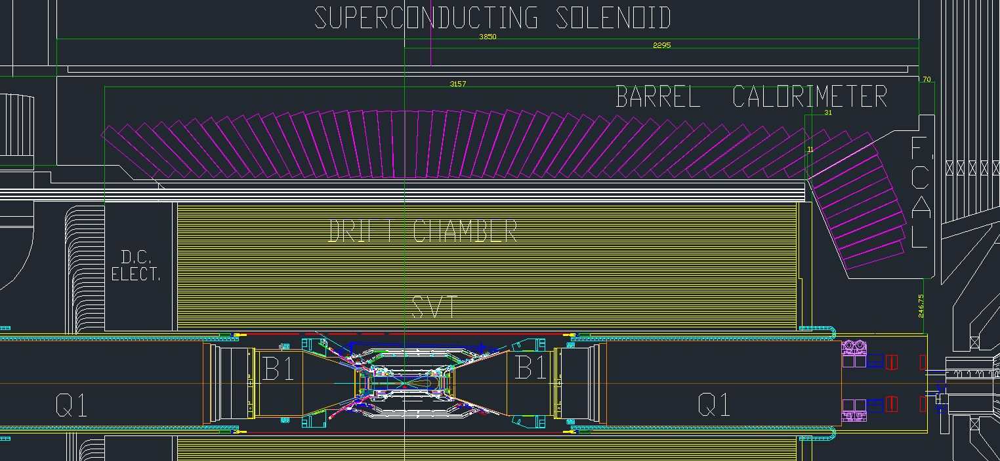 SUPERCONDUCTING SOLENOID
3850
2295
3157
BARREL CALORIMETER
70
31
11
F.CAL
DRIFT CHAMBER
D.C.
ELECT.
SVT
246.75
B1
B1
Q1
Q1